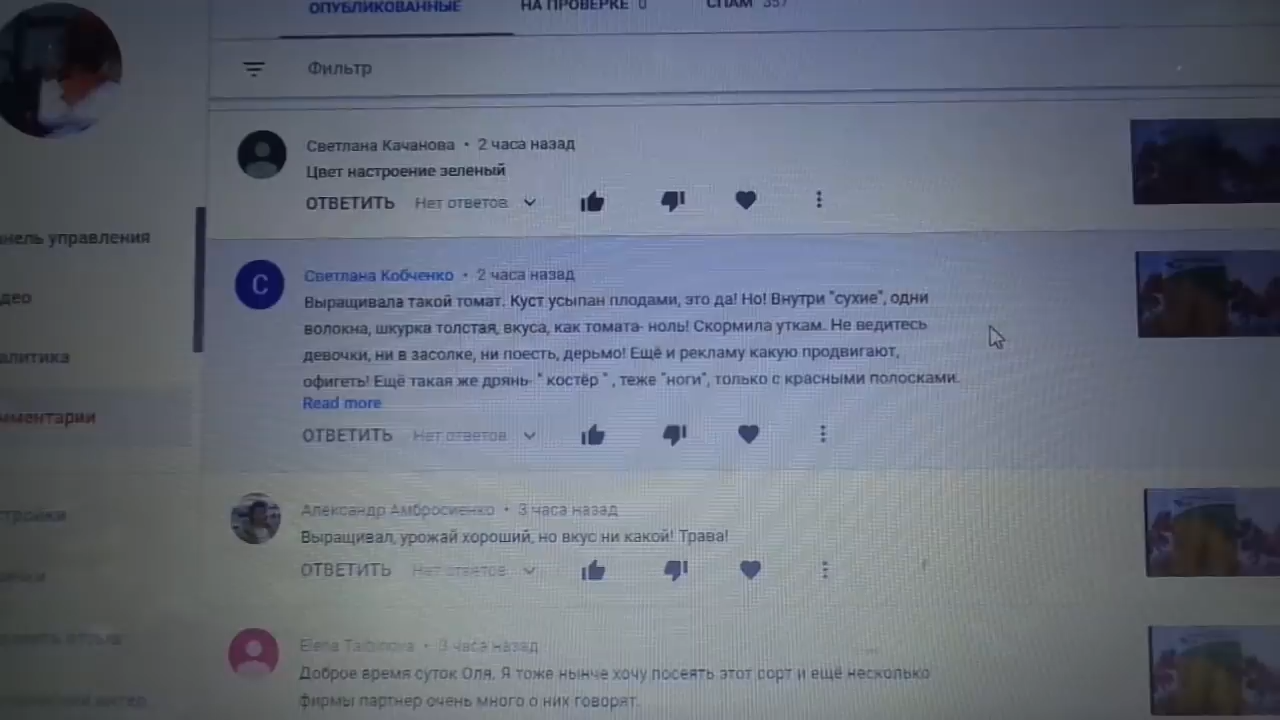 ОПУБЛИКОВАННЫЕ НА ПРОВЕРКЕ 0 СПАМ 357
Фильтр
Светлана Качанова • 2 часа назад
Цвет настроение зеленый
ОТВЕТИТЬ Нет ответов
нель управления
Светлана Кобченко • 2 часа назад
С
Выращивала такой томат. Куст усыпан плодами, это да! Но! Внутри "сухие", одни
део
волокна, шкурка толстая, вкуса, как томата- ноль! Скормила уткам. Не ведитесь
алитика
девочки, ни в засолке, ни поесть, дерьмо! Ещё и рекламу какую продвигают,
офигеть! Ещё такая же дрянь- " костёр " , теже "ноги", только с красными полосками.
Read more
мментарии
ОТВЕТИТЬ Нет ответов
Александр Амбросиенко • 3 часа назад
тройки
Выращивал, урожай хороший, но вкус ни какой! Трава!
ОТВЕТИТЬ Нет ответов
Elena Taibinova • 3 часа назад
Доброе время суток Оля. Я тоже нынче хочу посеять этот сорт и ещё несколько
фирмы партнер очень много о них говорят.